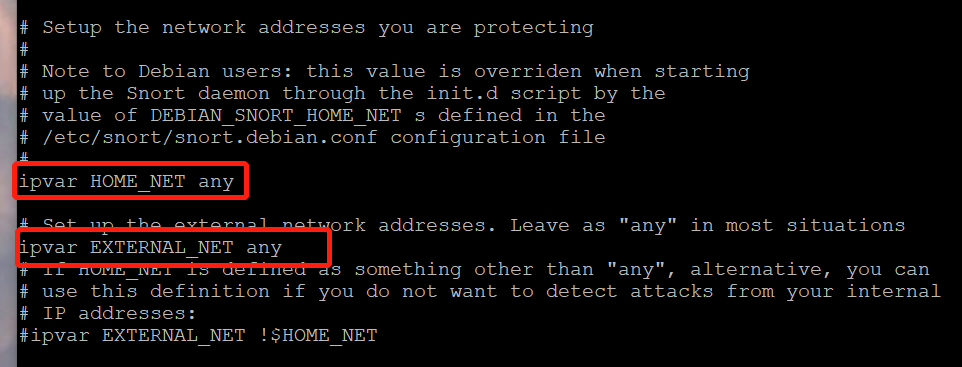 # Setup the network addresses you are protecting
#
# Note to Debian users: this value is overriden when starting
# up the Snort daemon through the init.d script by the
# value of DEBIAN_SNORT_HOME_NET s defined in the
# /etc/snort/snort.debian.conf configuration file
#
ipvar HOME_NET any
# Set up the external network addresses. Leave as "any" in most situations
ipvar EXTERNAL_NET any
# If HOME_NET is defined as something other than "any", alternative, you can
# use this definition if you do not want to detect attacks from your internal
# IP addresses:
#ipvar EXTERNAL_NET !$HOME_NET